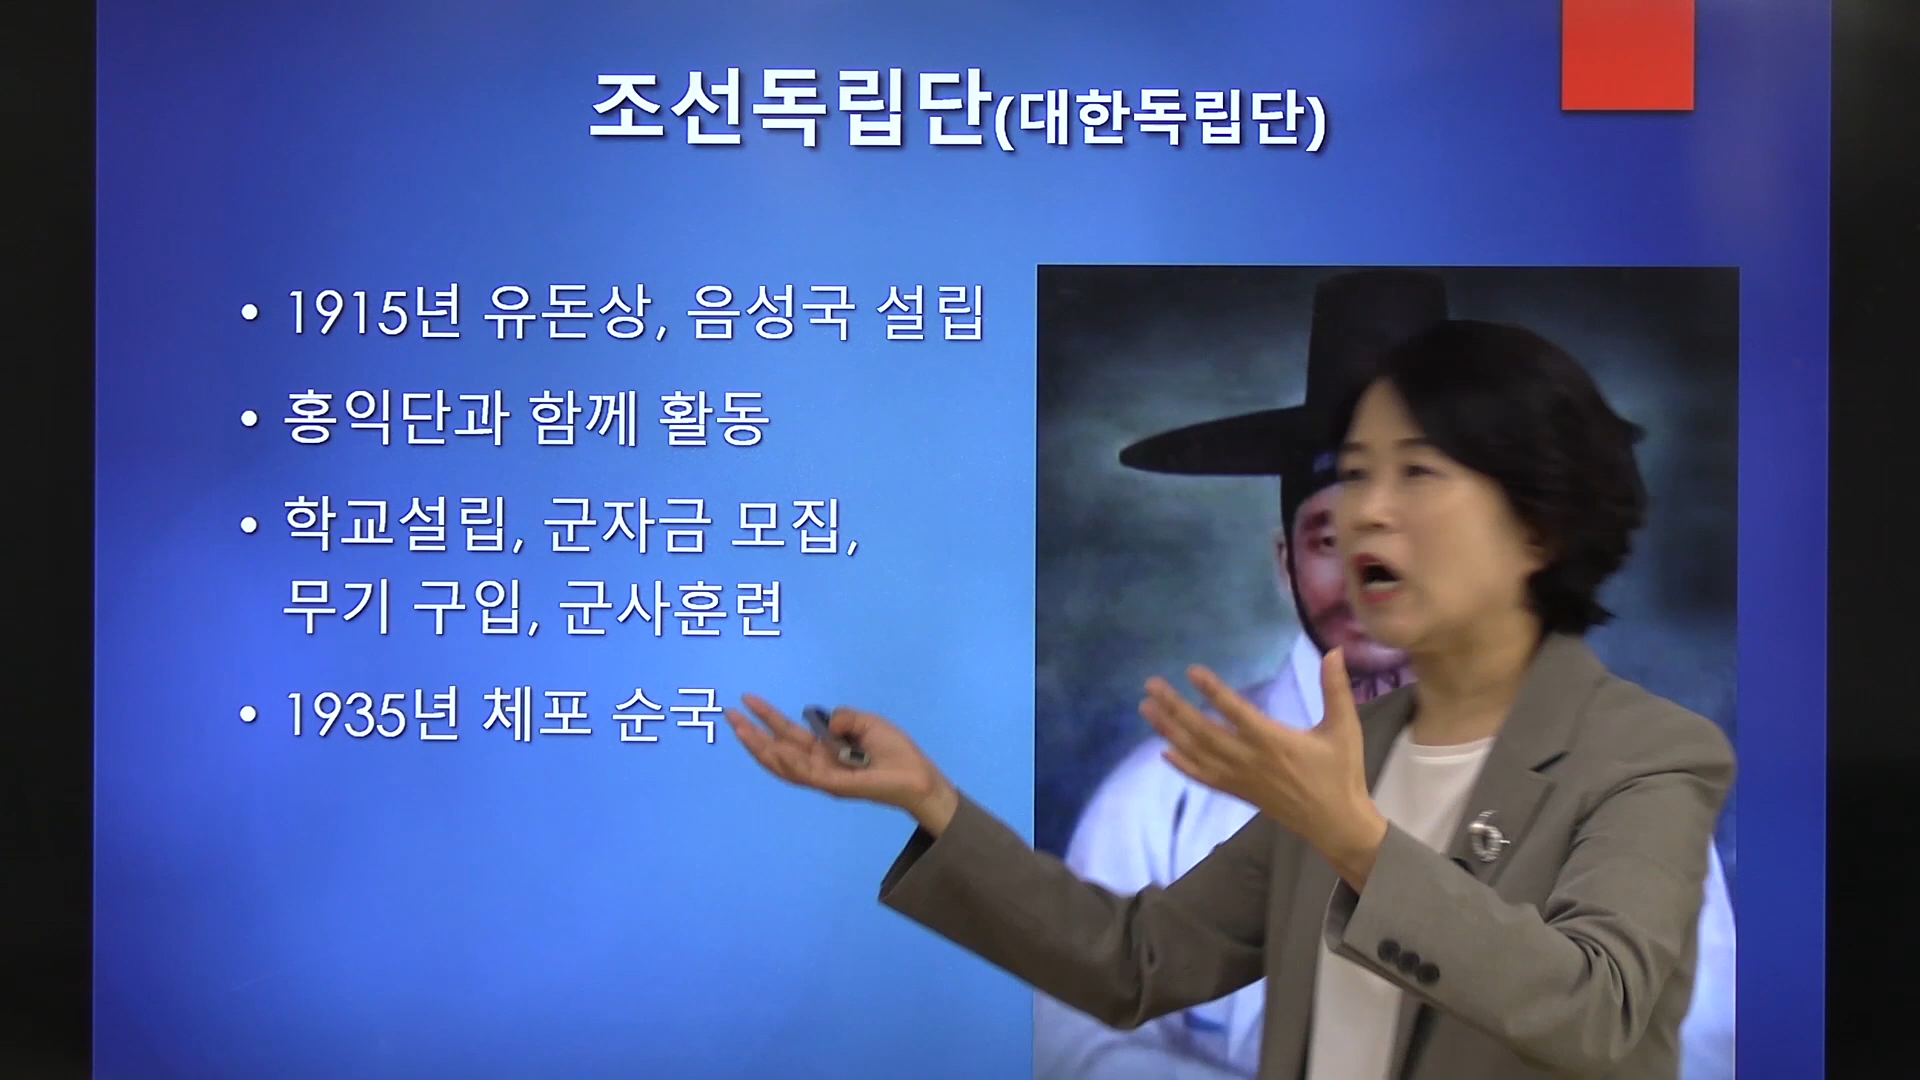 조선독립단(대한독립단)
• 1915년 유돈상, 음성국 설립
• 홍익단과 함께 활동
• 학교설립, 군자금 모집,
무기 구입, 군사훈련
• 1935년 체포 순국